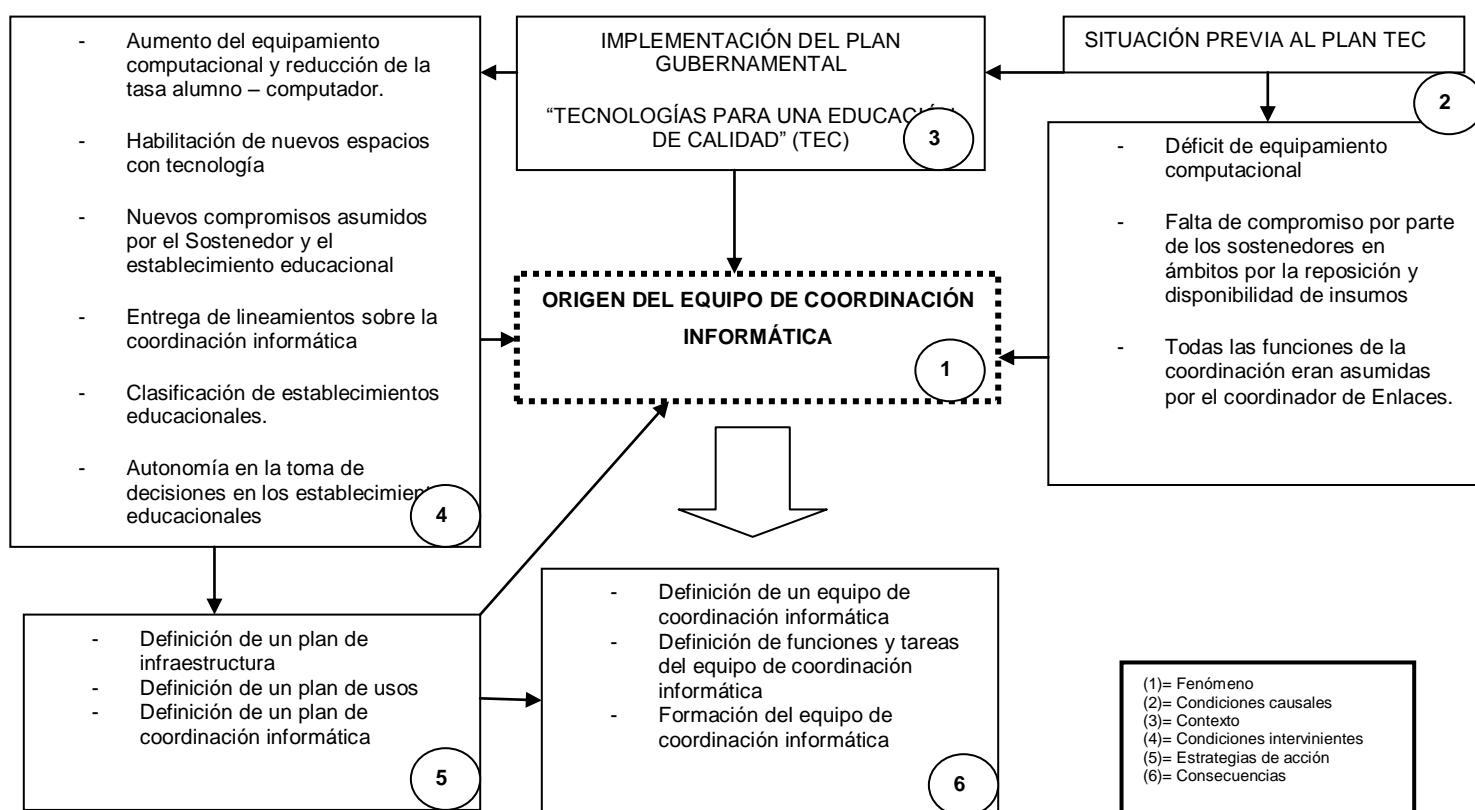 - Aumento del equipamiento
computacional y reducción de la
tasa alumno – computador.
- Habilitación de nuevos espacios
con tecnología
- Nuevos compromisos asumidos
por el Sostenedor y el
establecimiento educacional
- Entrega de lineamientos sobre la
coordinación informática
- Clasificación de establecimientos
educacionales.
- Autonomía en la toma de
decisiones en los
educacionales
4
IMPLEMENTACIÓN DEL PLAN
GUBERNAMENTAL
“TECNOLOGÍAS PARA UNA
DE CALIDAD” (TEC)
3
SITUACIÓN PREVIA AL PLAN TEC
2
- Déficit de equipamiento
computacional
- Falta de compromiso por parte
de los sostenedores en
ámbitos por la reposición y
disponibilidad de insumos
- Todas las funciones de la
coordinación eran asumidas
por el coordinador de Enlaces.
ORIGEN DEL EQUIPO DE COORDINACIÓN
INFORMÁTICA
1
- Definición de un plan de
infraestructura
- Definición de un plan de usos
- Definición de un plan de
coordinación informática
5
- Definición de un equipo de
coordinación informática
- Definición de funciones y tareas
del equipo de coordinación
informática
- Formación del equipo de
coordinación informática
6
(1)= Fenómeno
(2)= Condiciones causales
(3)= Contexto
(4)= Condiciones intervinientes
(5)= Estrategias de acción
(6)= Consecuencias